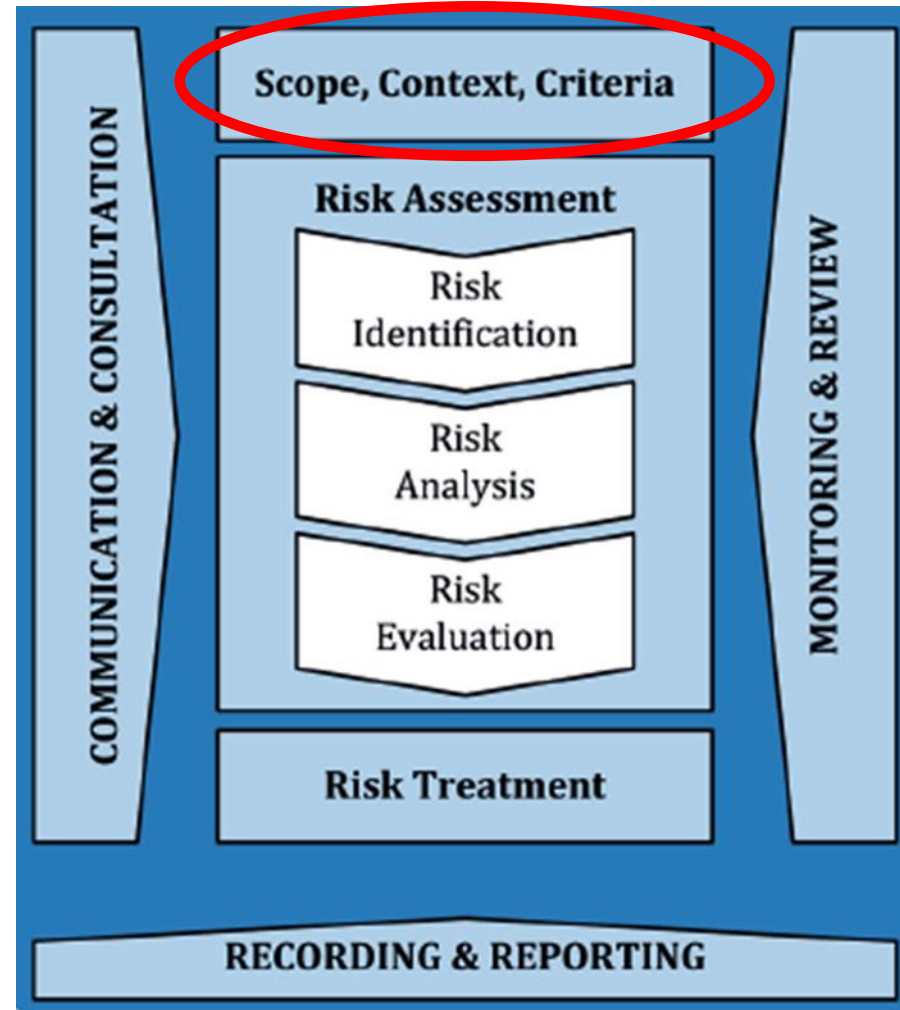 Scope, Context, Criteria
COMMUNICATION & CONSULTATION
Risk Assessment
Risk
Identification
Risk
Analysis
Risk
Evaluation
MONITORING & REVIEW
Risk Treatment
RECORDING & REPORTING